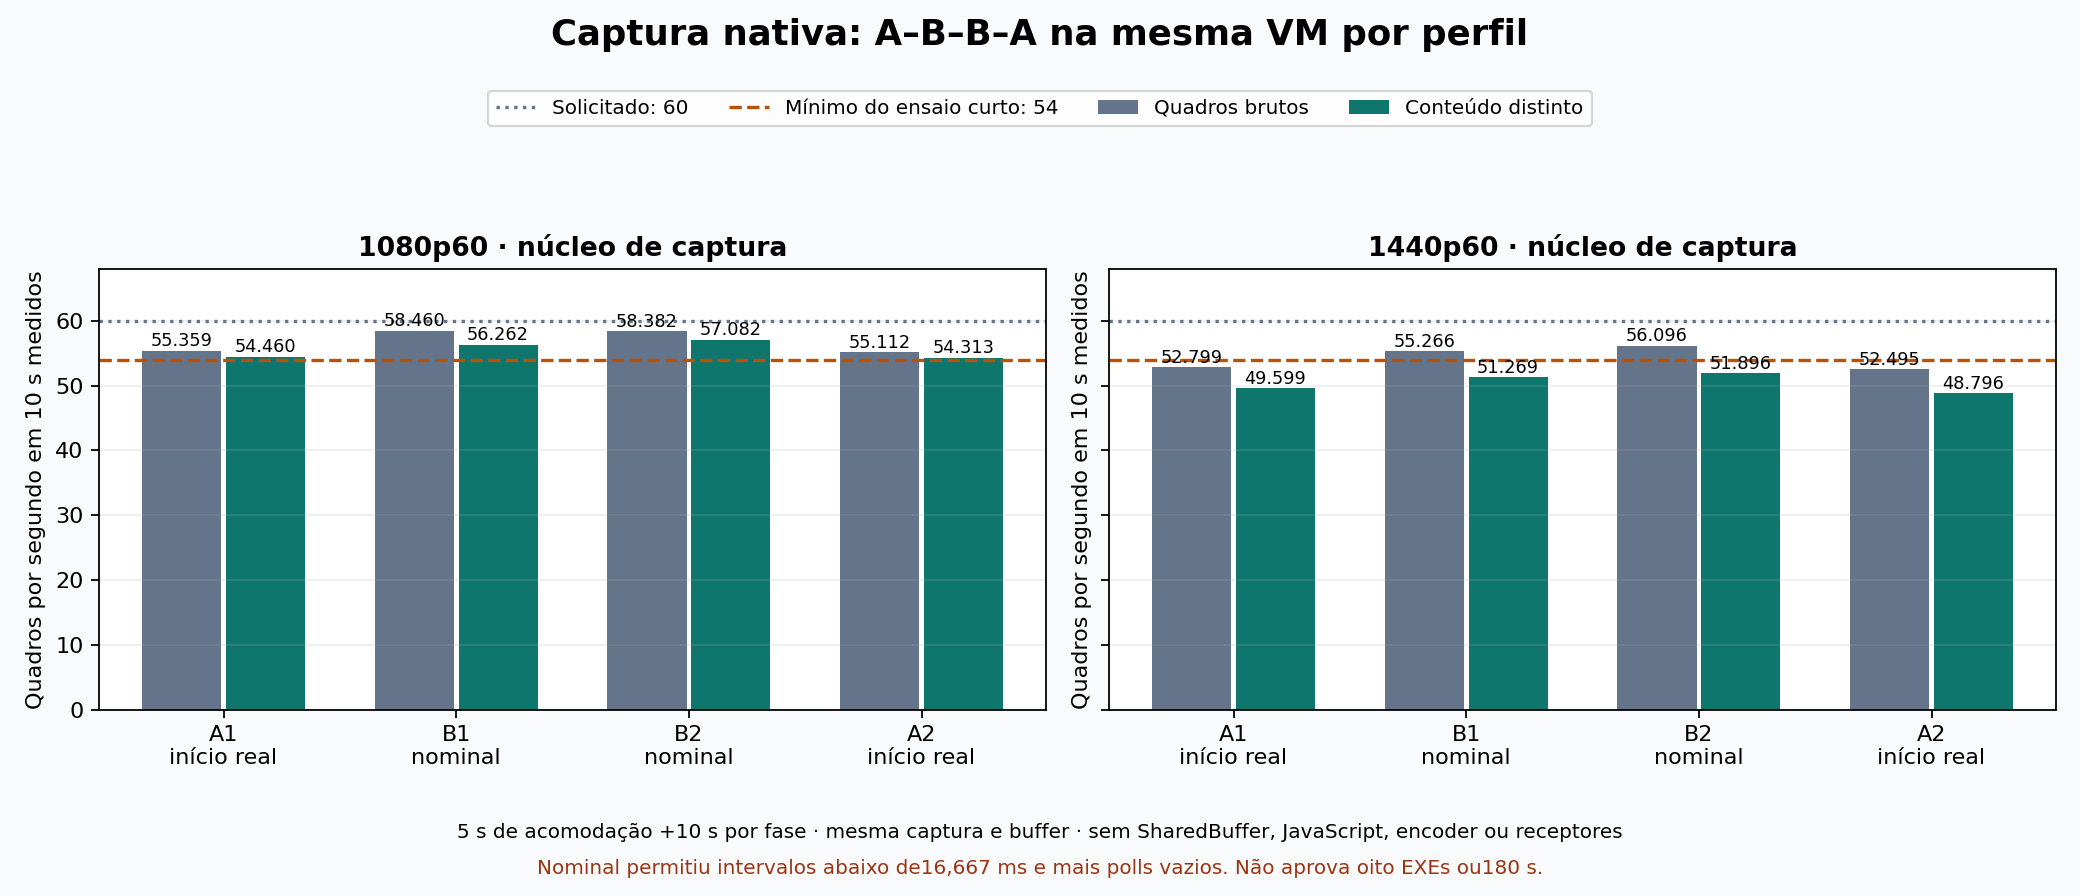 Captura nativa: A–B–B–A na mesma VM por perfil
Solicitado: 60
Mínimo do ensaio curto: 54
Quadros brutos
Conteúdo distinto
1080p60 · núcleo de captura
Quadros por segundo em 10 s medidos
60
50
40
30
20
10
0
55.359
54.460
58.460
56.262
58.382
57.082
55.112
54.313
A1
início real
B1
nominal
B2
nominal
A2
início real
1440p60 · núcleo de captura
Quadros por segundo em 10 s medidos
52.799
49.599
55.266
51.269
56.096
51.896
52.495
48.796
A1
início real
B1
nominal
B2
nominal
A2
início real
5 s de acomodação +10 s por fase · mesma captura e buffer · sem SharedBuffer, JavaScript, encoder ou receptores
Nominal permitiu intervalos abaixo de16,667 ms e mais polls vazios. Não aprova oito EXEs ou180 s.